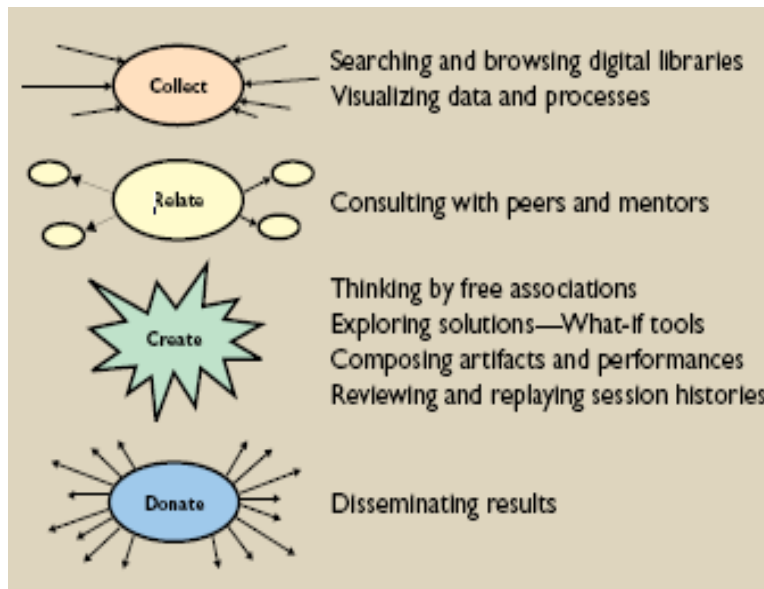 Collect
Searching and browsing digital libraries
Visualizing data and processes
Relate
Consulting with peers and mentors
Create
Thinking by free associations
Exploring solutions—What-if tools
Composing artifacts and performances
Reviewing and replaying session histories
Donate
Disseminating results